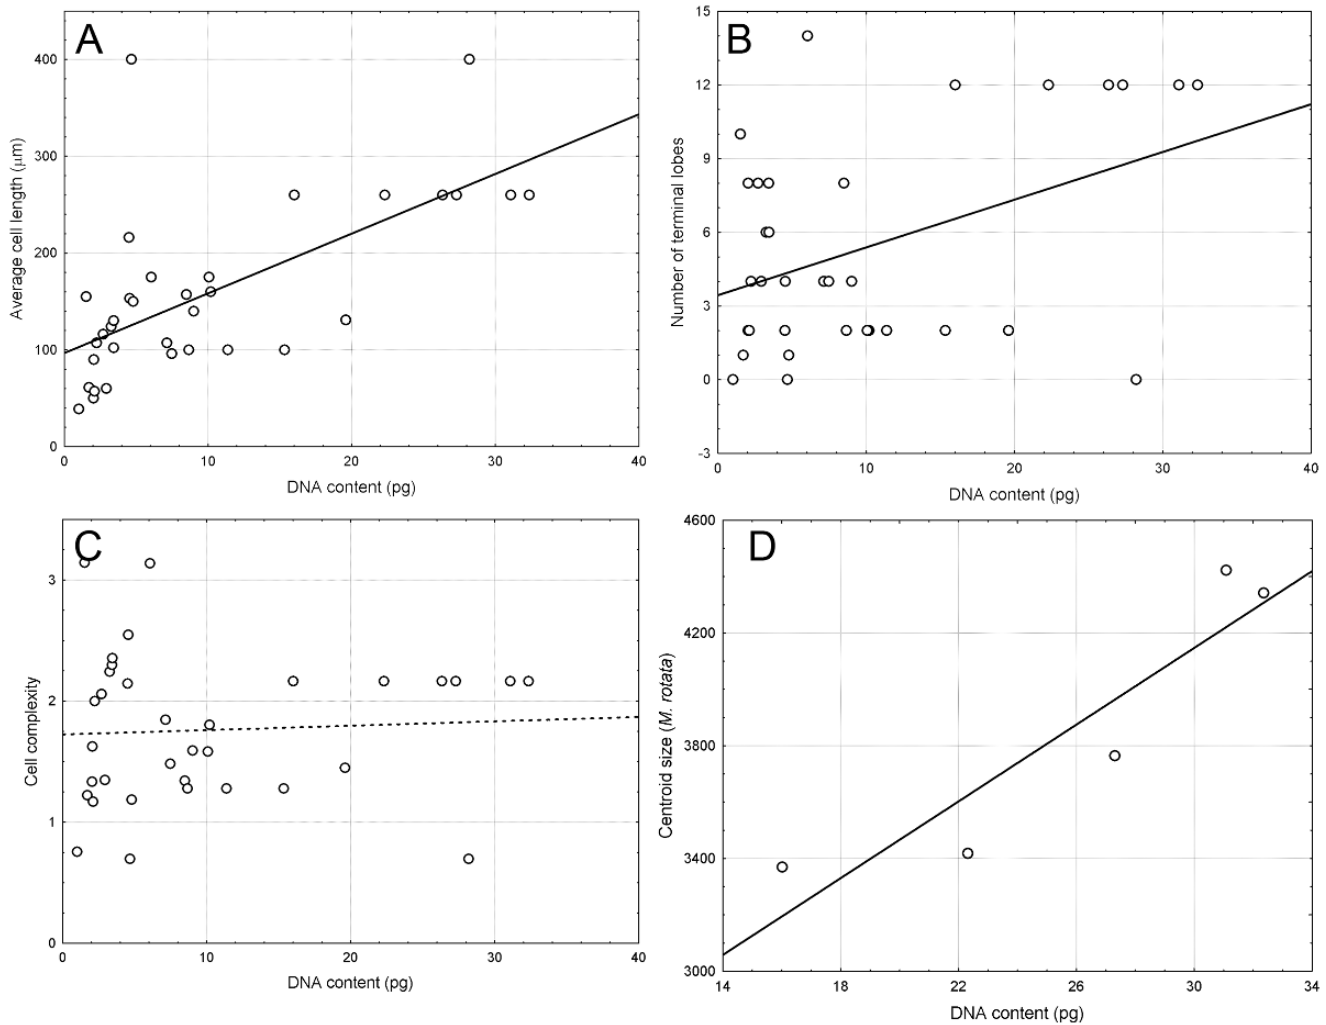 A
Average cell length (μm)
400
300
200
100
0
0 10 20 30 40
DNA content (pg)
B
Number of terminal lobes
15
12
9
6
3
0
-3
0 10 20 30 40
DNA content (pg)
C
Cell complexity
3
2
1
0
0 10 20 30 40
DNA content (pg)
D
Centroid size (M. rotata)
4600
4200
3800
3400
3000
14 18 22 26 30 34
DNA content (pg)